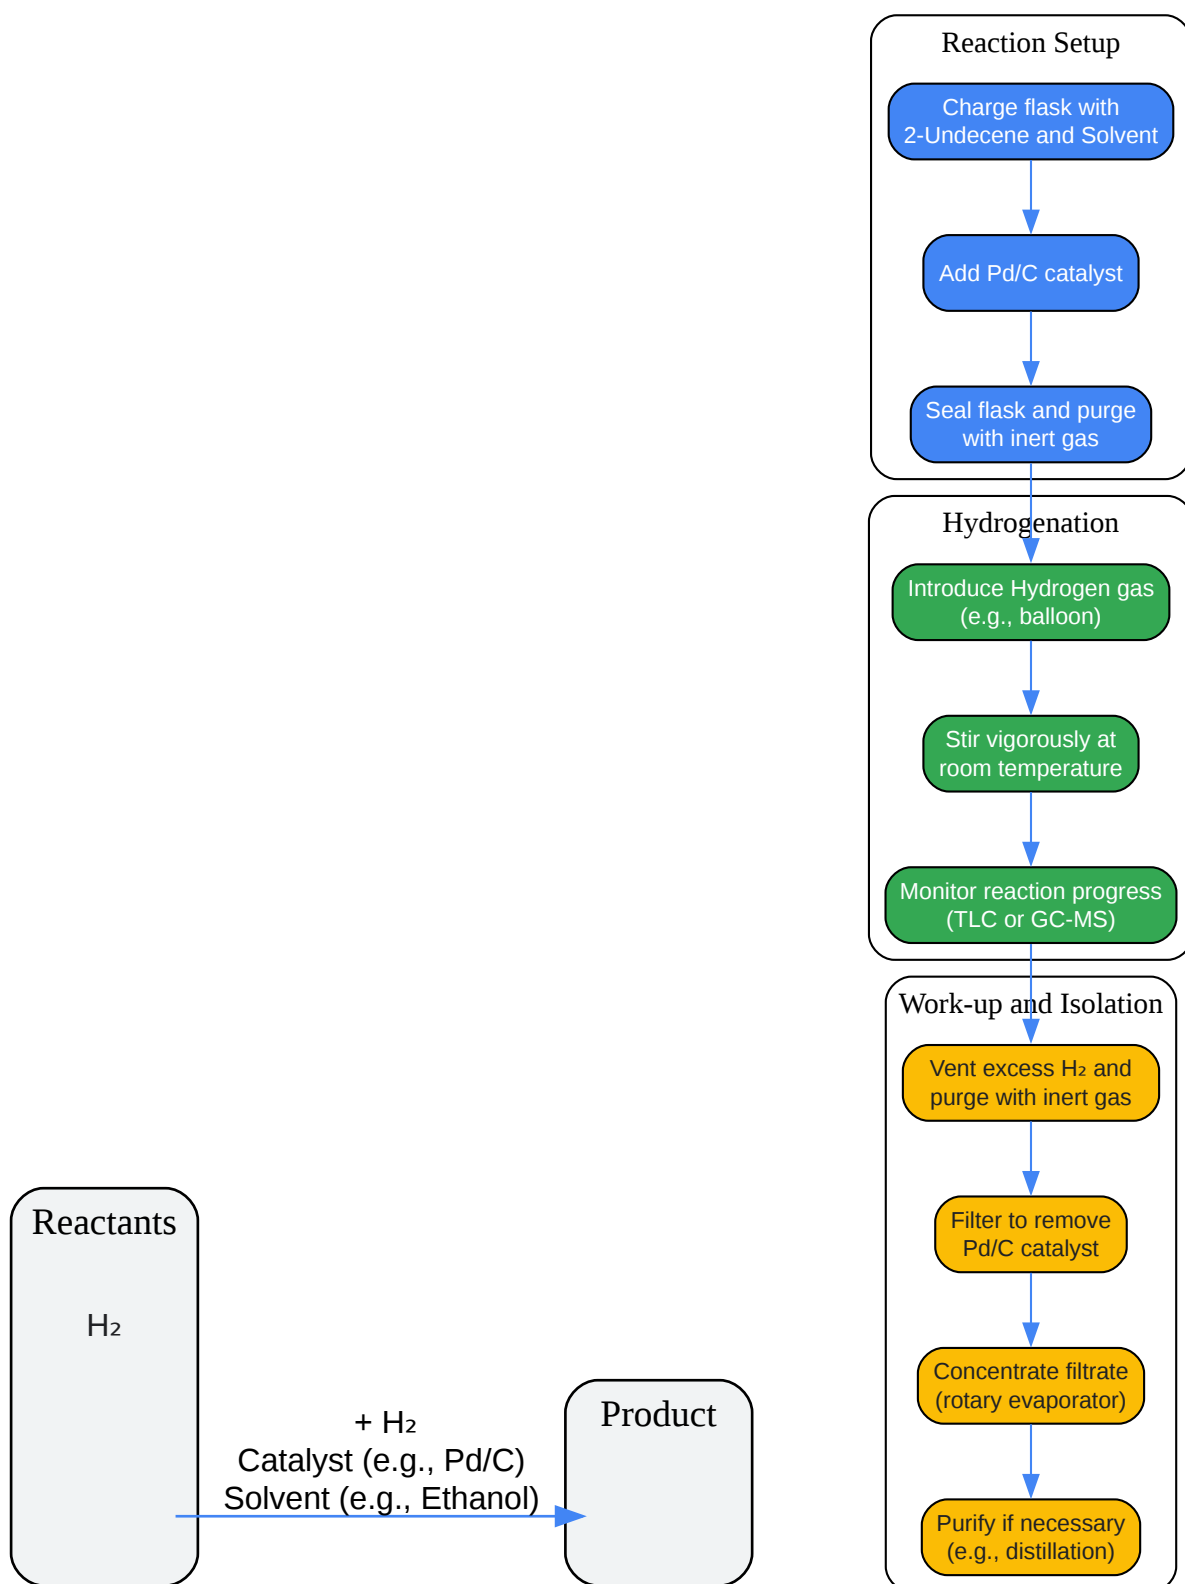 Reaction Setup
Charge flask with
2-Undecene and Solvent
Add Pd/C catalyst
Seal flask and purge
with inert gas
Hydrogenation
Introduce Hydrogen gas
(e.g., balloon)
Stir vigorously at
room temperature
Monitor reaction progress
(TLC or GC-MS)
Work-up and Isolation
Vent excess H₂ and
purge with inert gas
Filter to remove
Pd/C catalyst
Concentrate filtrate
(rotary evaporator)
Purify if necessary
(e.g., distillation)
Reactants
H₂
+ H₂
Catalyst (e.g., Pd/C)
Solvent (e.g., Ethanol)
Product